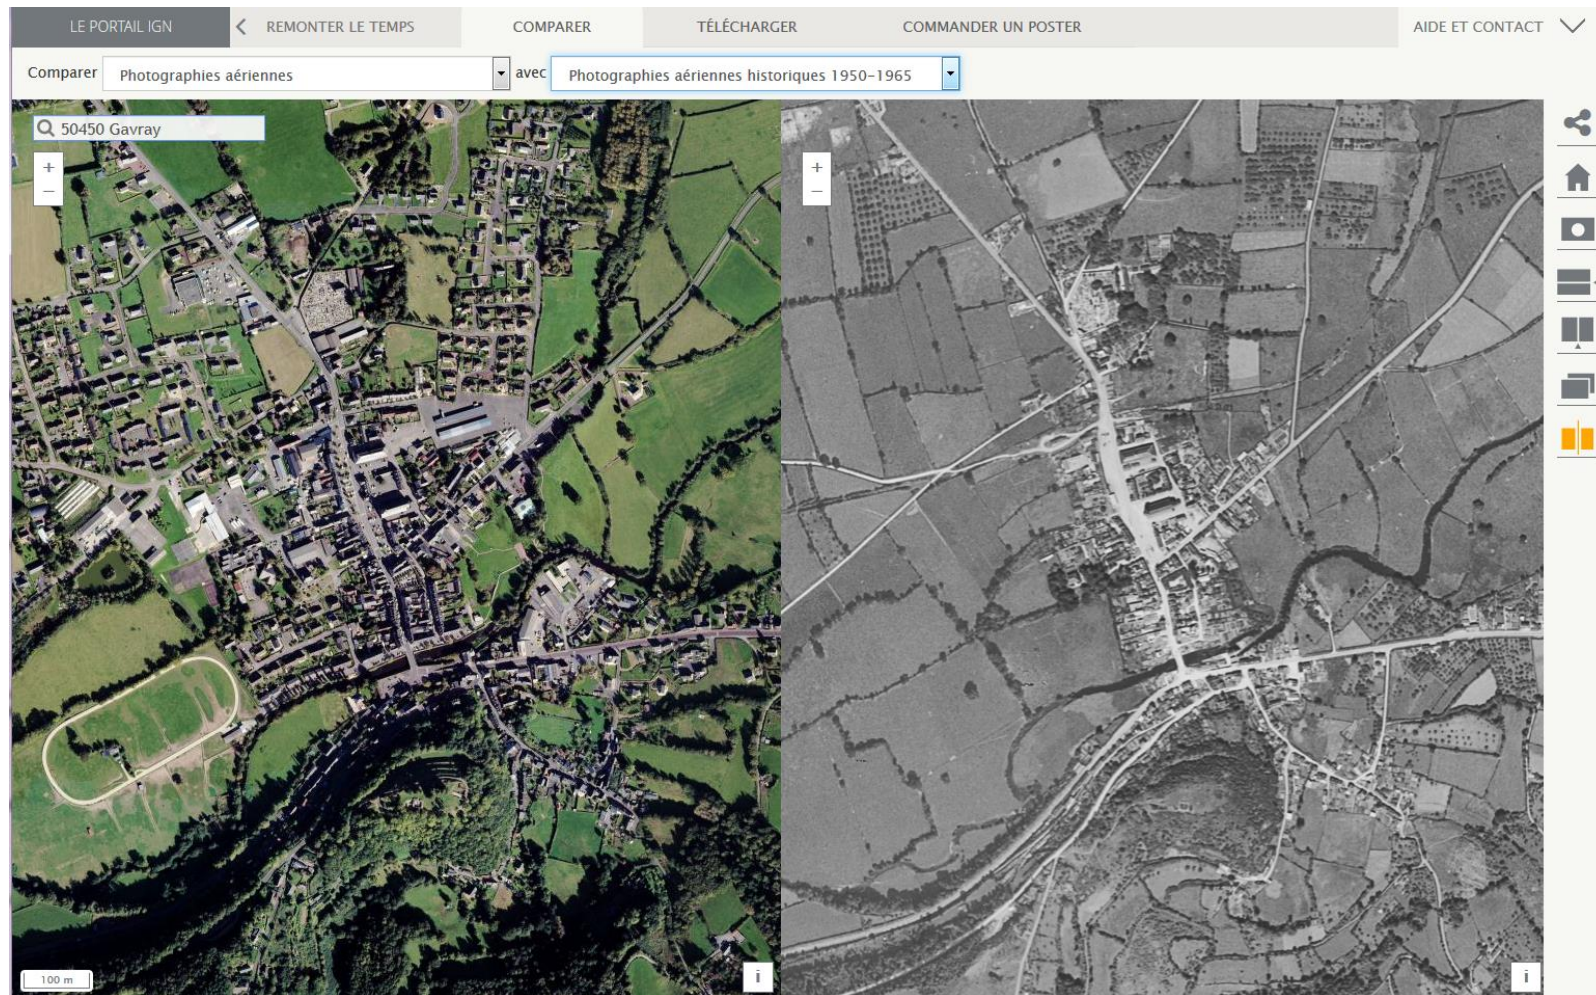 LE PORTAIL IGN
REMONTER LE TEMPS
COMPARER
TÉLÉCHARGER
COMMANDER UN POSTER
AIDE ET CONTACT
Comparer
Photographies aériennes
avec
Photographies aériennes historiques 1950-1965
50450 Gavray
+
−
+
−
100 m
i
i